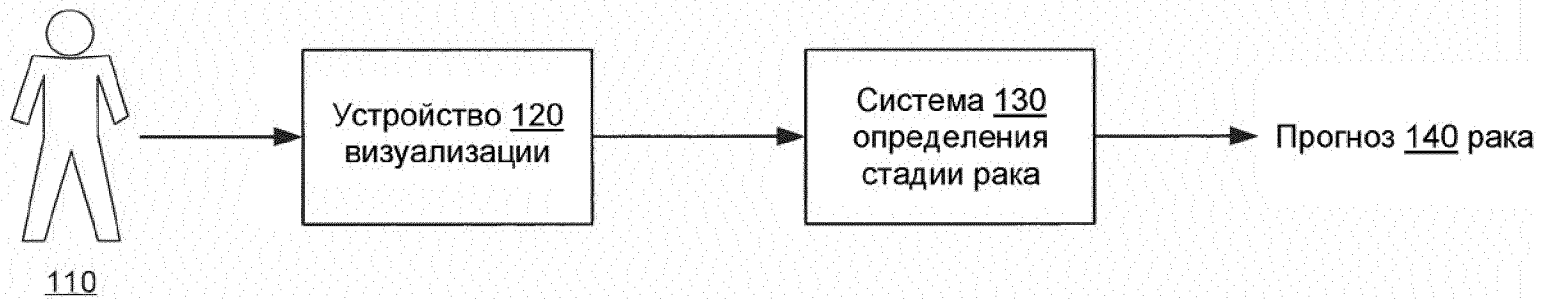 Устройство 120
визуализации
Система 130
определения
стадии рака
Прогноз 140 рака
110